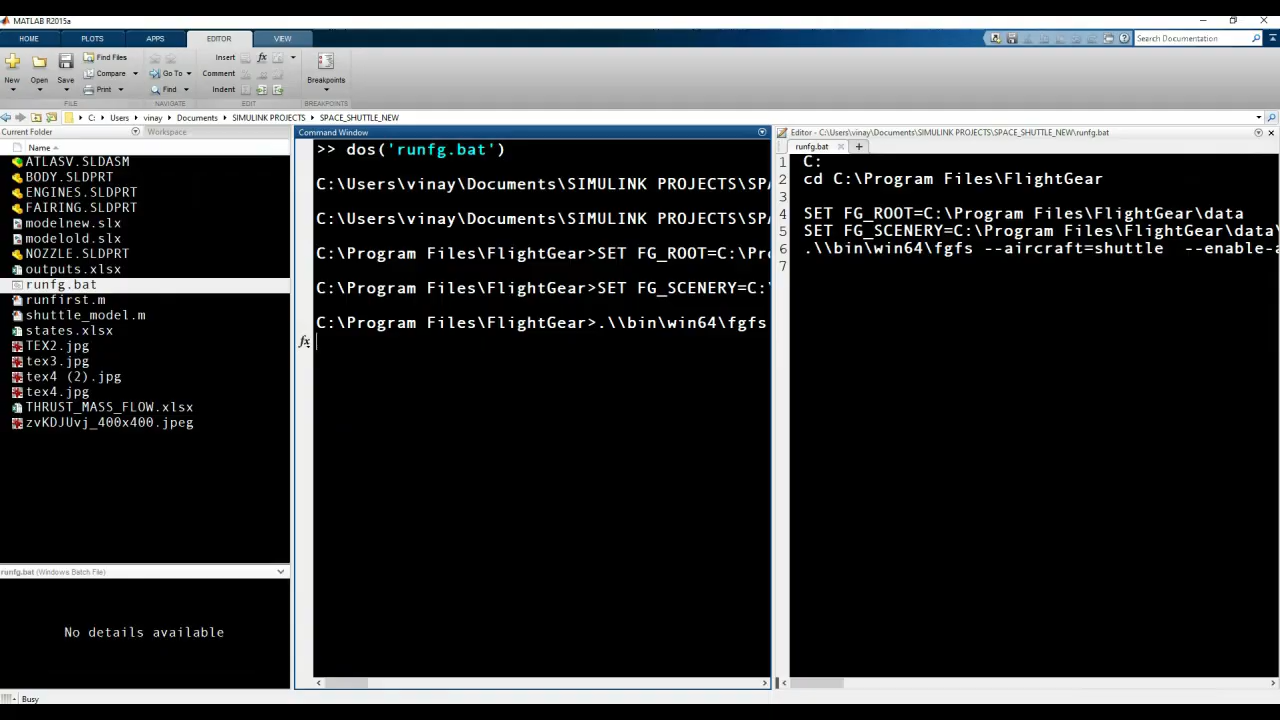 MATLAB R2015a
HOME PLOTS APPS EDITOR VIEW
Search Documentation
New Open Save
Find Files
Compare
Print
Go To
Find
Insert
Comment
Indent
Breakpoints
FILE NAVIGATE EDIT BREAKPOINTS
C: Users vinay Documents SIMULINK PROJECTS SPACE_SHUTTLE_NEW
Current Folder Workspace
Name
ATLASV.SLDASM
BODY.SLDPRT
ENGINES.SLDPRT
FAIRING.SLDPRT
modelnew.slx
modelold.slx
NOZZLE.SLDPRT
outputs.xlsx
runfg.bat
runfirst.m
shuttle_model.m
states.xlsx
TEX2.jpg
tex3.jpg
tex4 (2).jpg
tex4.jpg
THRUST_MASS_FLOW.xlsx
zvKDJUvj_400x400.jpeg
runfg.bat (Windows Batch File)
No details available
Busy
Command Window
>> dos('runfg.bat')
C:\Users\vinay\Documents\SIMULINK PROJECTS\SPA
C:\Users\vinay\Documents\SIMULINK PROJECTS\SPA
C:\Program Files\FlightGear>SET FG_ROOT=C:\Pro
C:\Program Files\FlightGear>SET FG_SCENERY=C:\
C:\Program Files\FlightGear>.\\bin\win64\fgfs
fx
Editor - C:\Users\vinay\Documents\SIMULINK PROJECTS\SPACE_SHUTTLE_NEW\runfg.bat
runfg.bat
1 C:
2 cd C:\Program Files\FlightGear
3
4 SET FG_ROOT=C:\Program Files\FlightGear\data
5 SET FG_SCENERY=C:\Program Files\FlightGear\data\
6 .\\bin\win64\fgfs --aircraft=shuttle --enable-a
7